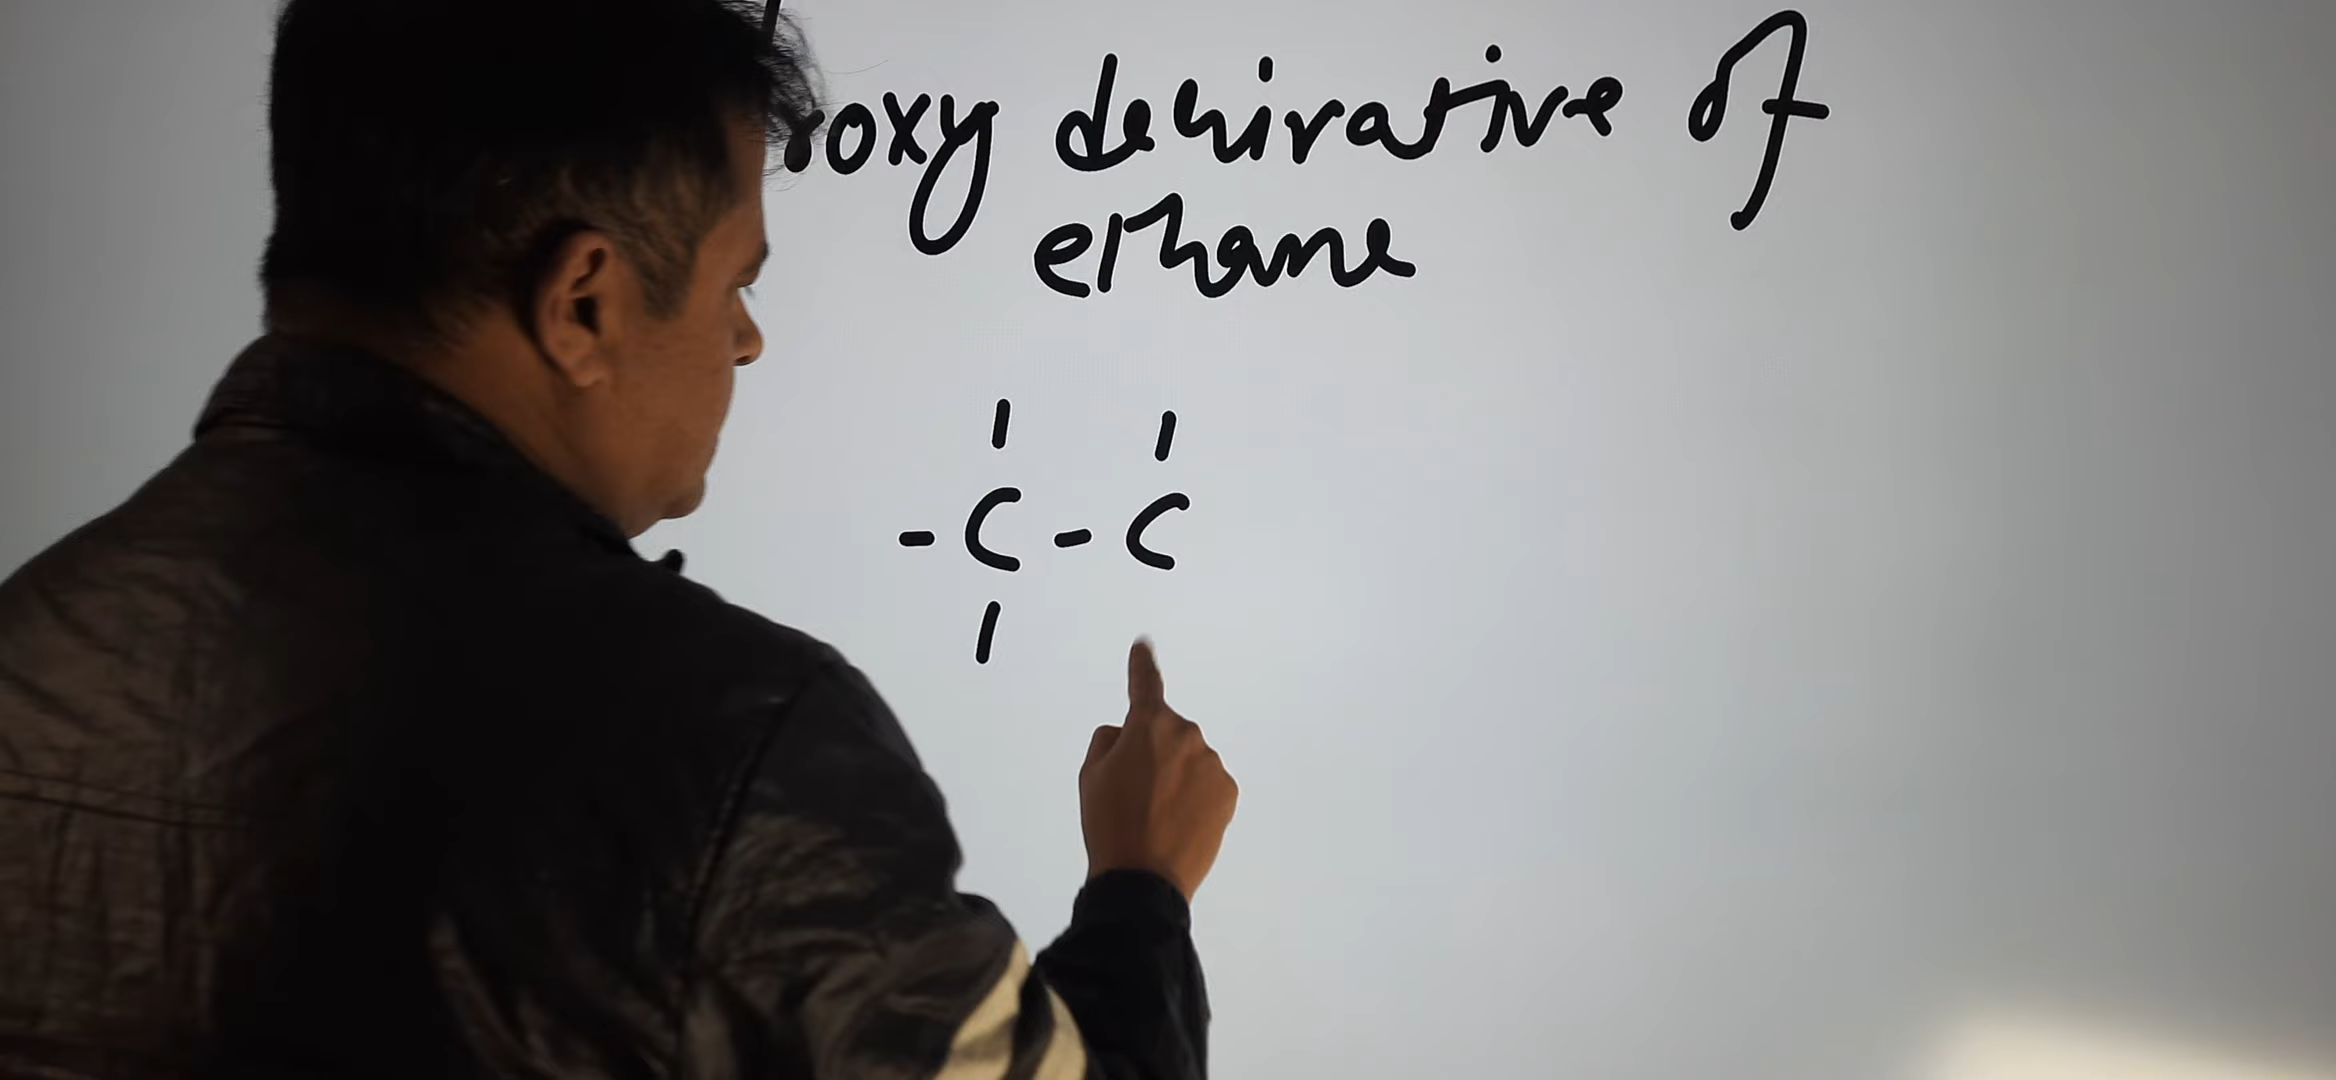 roxy derivative of
ethane
C - C